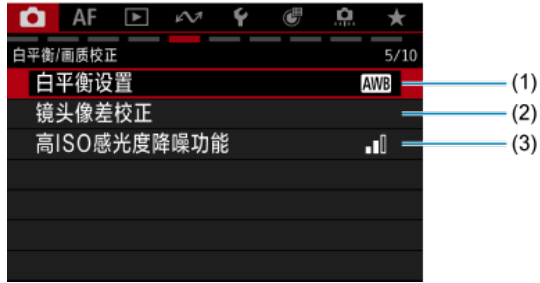 AF
白平衡/画质校正 5/10
白平衡设置 AWB (1)
镜头像差校正 (2)
高ISO感光度降噪功能 (3)